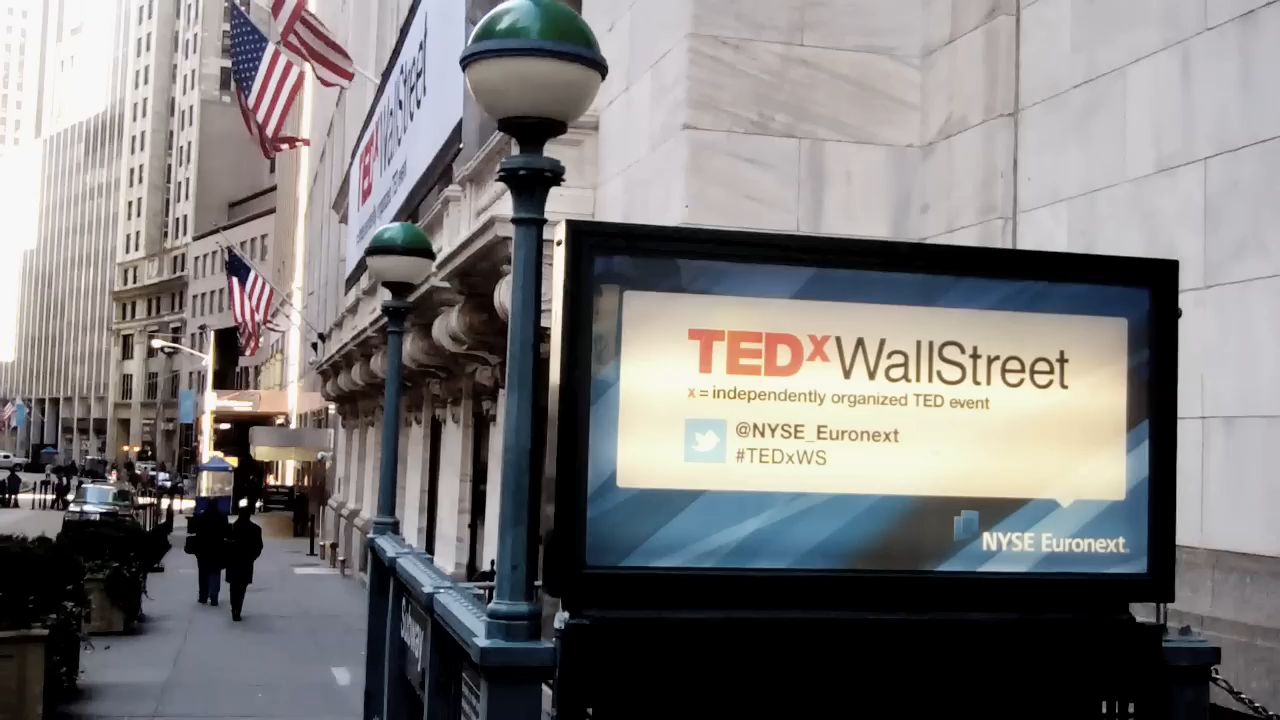 TEDxWallStreet
TEDxWallStreet
x = independently organized TED event
@NYSE_Euronext
#TEDxWS
NYSE Euronext.
Subway